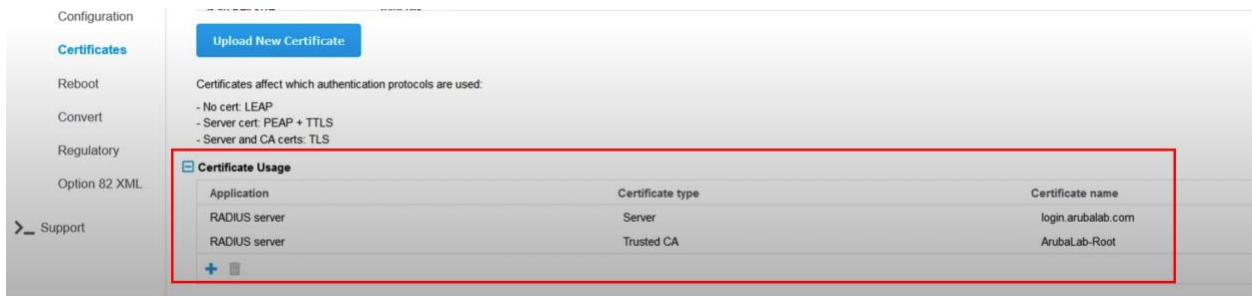 Configuration
Upload New Certificate
Certificates
Reboot
Certificates affect which authentication protocols are used:
- No cert: LEAP
Convert
- Server cert: PEAP + TTLS
- Server and CA certs: TLS
Regulatory
Certificate Usage
Option 82 XML
Application Certificate type Certificate name
RADIUS server Server login.arubalab.com
>_ Support
RADIUS server Trusted CA ArubaLab-Root